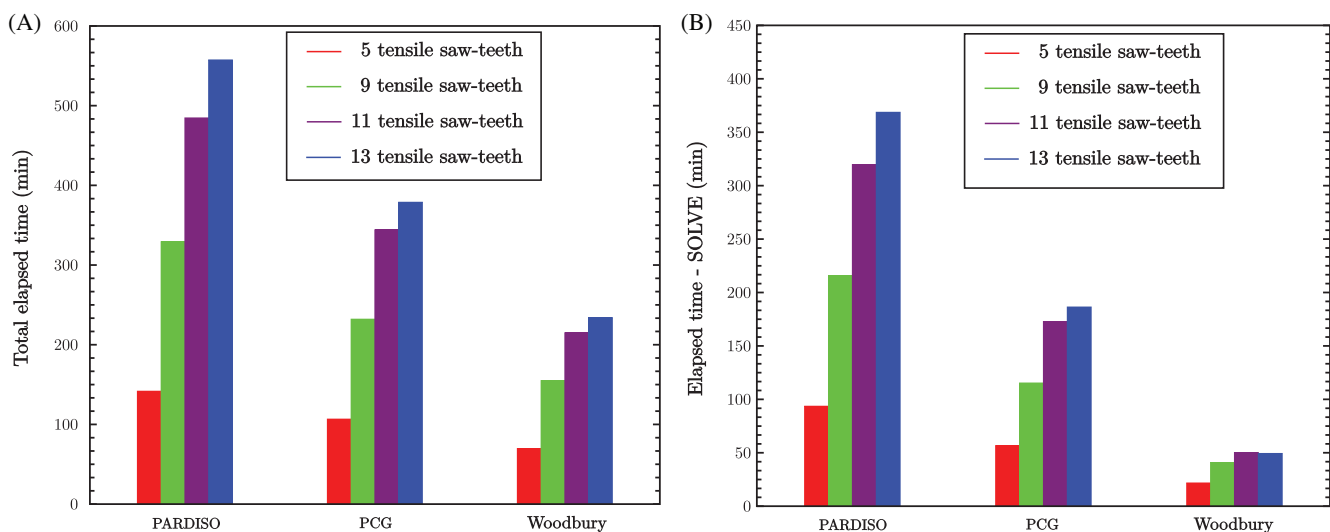 (A)
600
500
400
300
200
100
0
Total elapsed time (min)
5 tensile saw-teeth
9 tensile saw-teeth
11 tensile saw-teeth
13 tensile saw-teeth
PARDISO
PCG
Woodbury
(B)
450
400
350
300
250
200
150
100
50
0
Elapsed time - SOLVE (min)
5 tensile saw-teeth
9 tensile saw-teeth
11 tensile saw-teeth
13 tensile saw-teeth
PARDISO
PCG
Woodbury